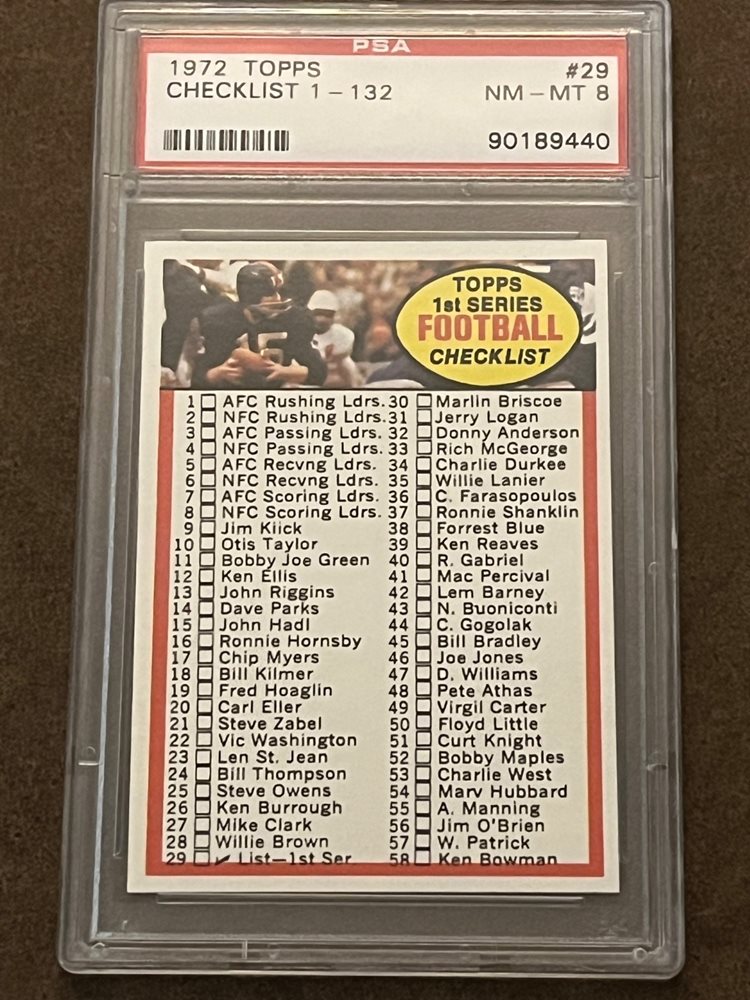 PSA
1972 TOPPS #29
CHECKLIST 1-132 NM-MT 8
90189440
15
TOPPS
1st SERIES
FOOTBALL
CHECKLIST
1 AFC Rushing Ldrs. 30 Marlin Briscoe
2 NFC Rushing Ldrs. 31 Jerry Logan
3 AFC Passing Ldrs. 32 Donny Anderson
4 NFC Passing Ldrs. 33 Rich McGeorge
5 AFC Recvng Ldrs. 34 Charlie Durkee
6 NFC Recvng Ldrs. 35 Willie Lanier
7 AFC Scoring Ldrs. 36 C. Farasopoulos
8 NFC Scoring Ldrs. 37 Ronnie Shanklin
9 Jim Kiick 38 Forrest Blue
10 Otis Taylor 39 Ken Reaves
11 Bobby Joe Green 40 R. Gabriel
12 Ken Ellis 41 Mac Percival
13 John Riggins 42 Lem Barney
14 Dave Parks 43 N. Buoniconti
15 John Hadl 44 C. Gogolak
16 Ronnie Hornsby 45 Bill Bradley
17 Chip Myers 46 Joe Jones
18 Bill Kilmer 47 D. Williams
19 Fred Hoaglin 48 Pete Athas
20 Carl Eller 49 Virgil Carter
21 Steve Zabel 50 Floyd Little
22 Vic Washington 51 Curt Knight
23 Len St. Jean 52 Bobby Maples
24 Bill Thompson 53 Charlie West
25 Steve Owens 54 Marv Hubbard
26 Ken Burrough 55 A. Manning
27 Mike Clark 56 Jim O'Brien
28 Willie Brown 57 W. Patrick
29 ✓ List—1st Ser. 58 Ken Bowman